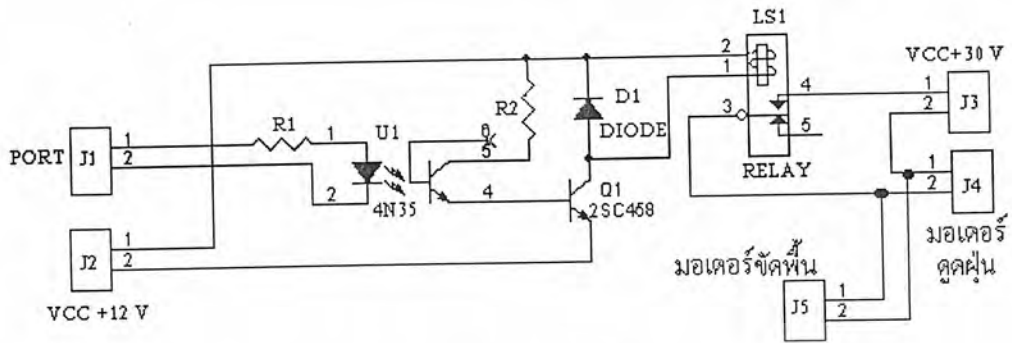 LS1
VCC+30 V
2
1
4
1
2
J3
3
5
RELAY
D1
DIODE
R2
R1
1
U1
6
5
4
2
4N35
Q1
2SC458
PORT
J1
1
2
J2
1
2
VCC +12 V
1
2
J4
มอเตอร์
ดูดฝุ่น
มอเตอร์ขัดพื้น
J5
1
2